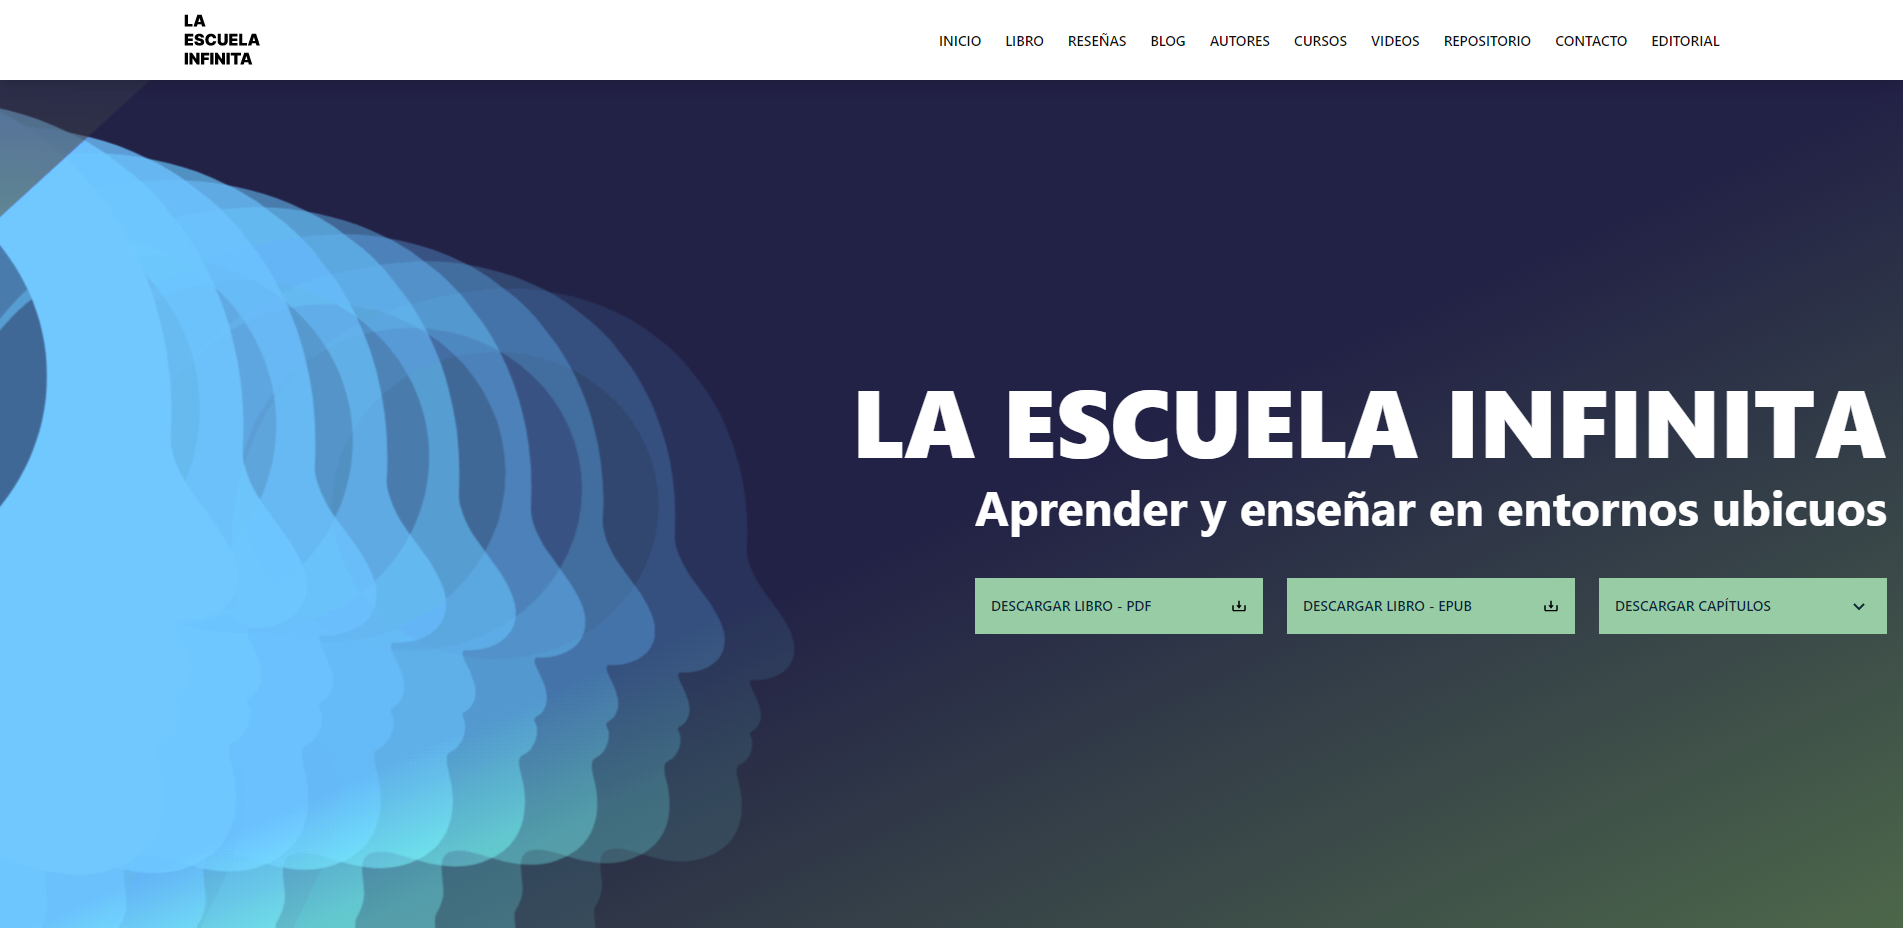 LA
ESCUELA
INFINITA
INICIO LIBRO RESEÑAS BLOG AUTORES CURSOS VIDEOS REPOSITORIO CONTACTO EDITORIAL
LA ESCUELA INFINITA
Aprender y enseñar en entornos ubicuos
DESCARGAR LIBRO - PDF DESCARGAR LIBRO - EPUB DESCARGAR CAPÍTULOS